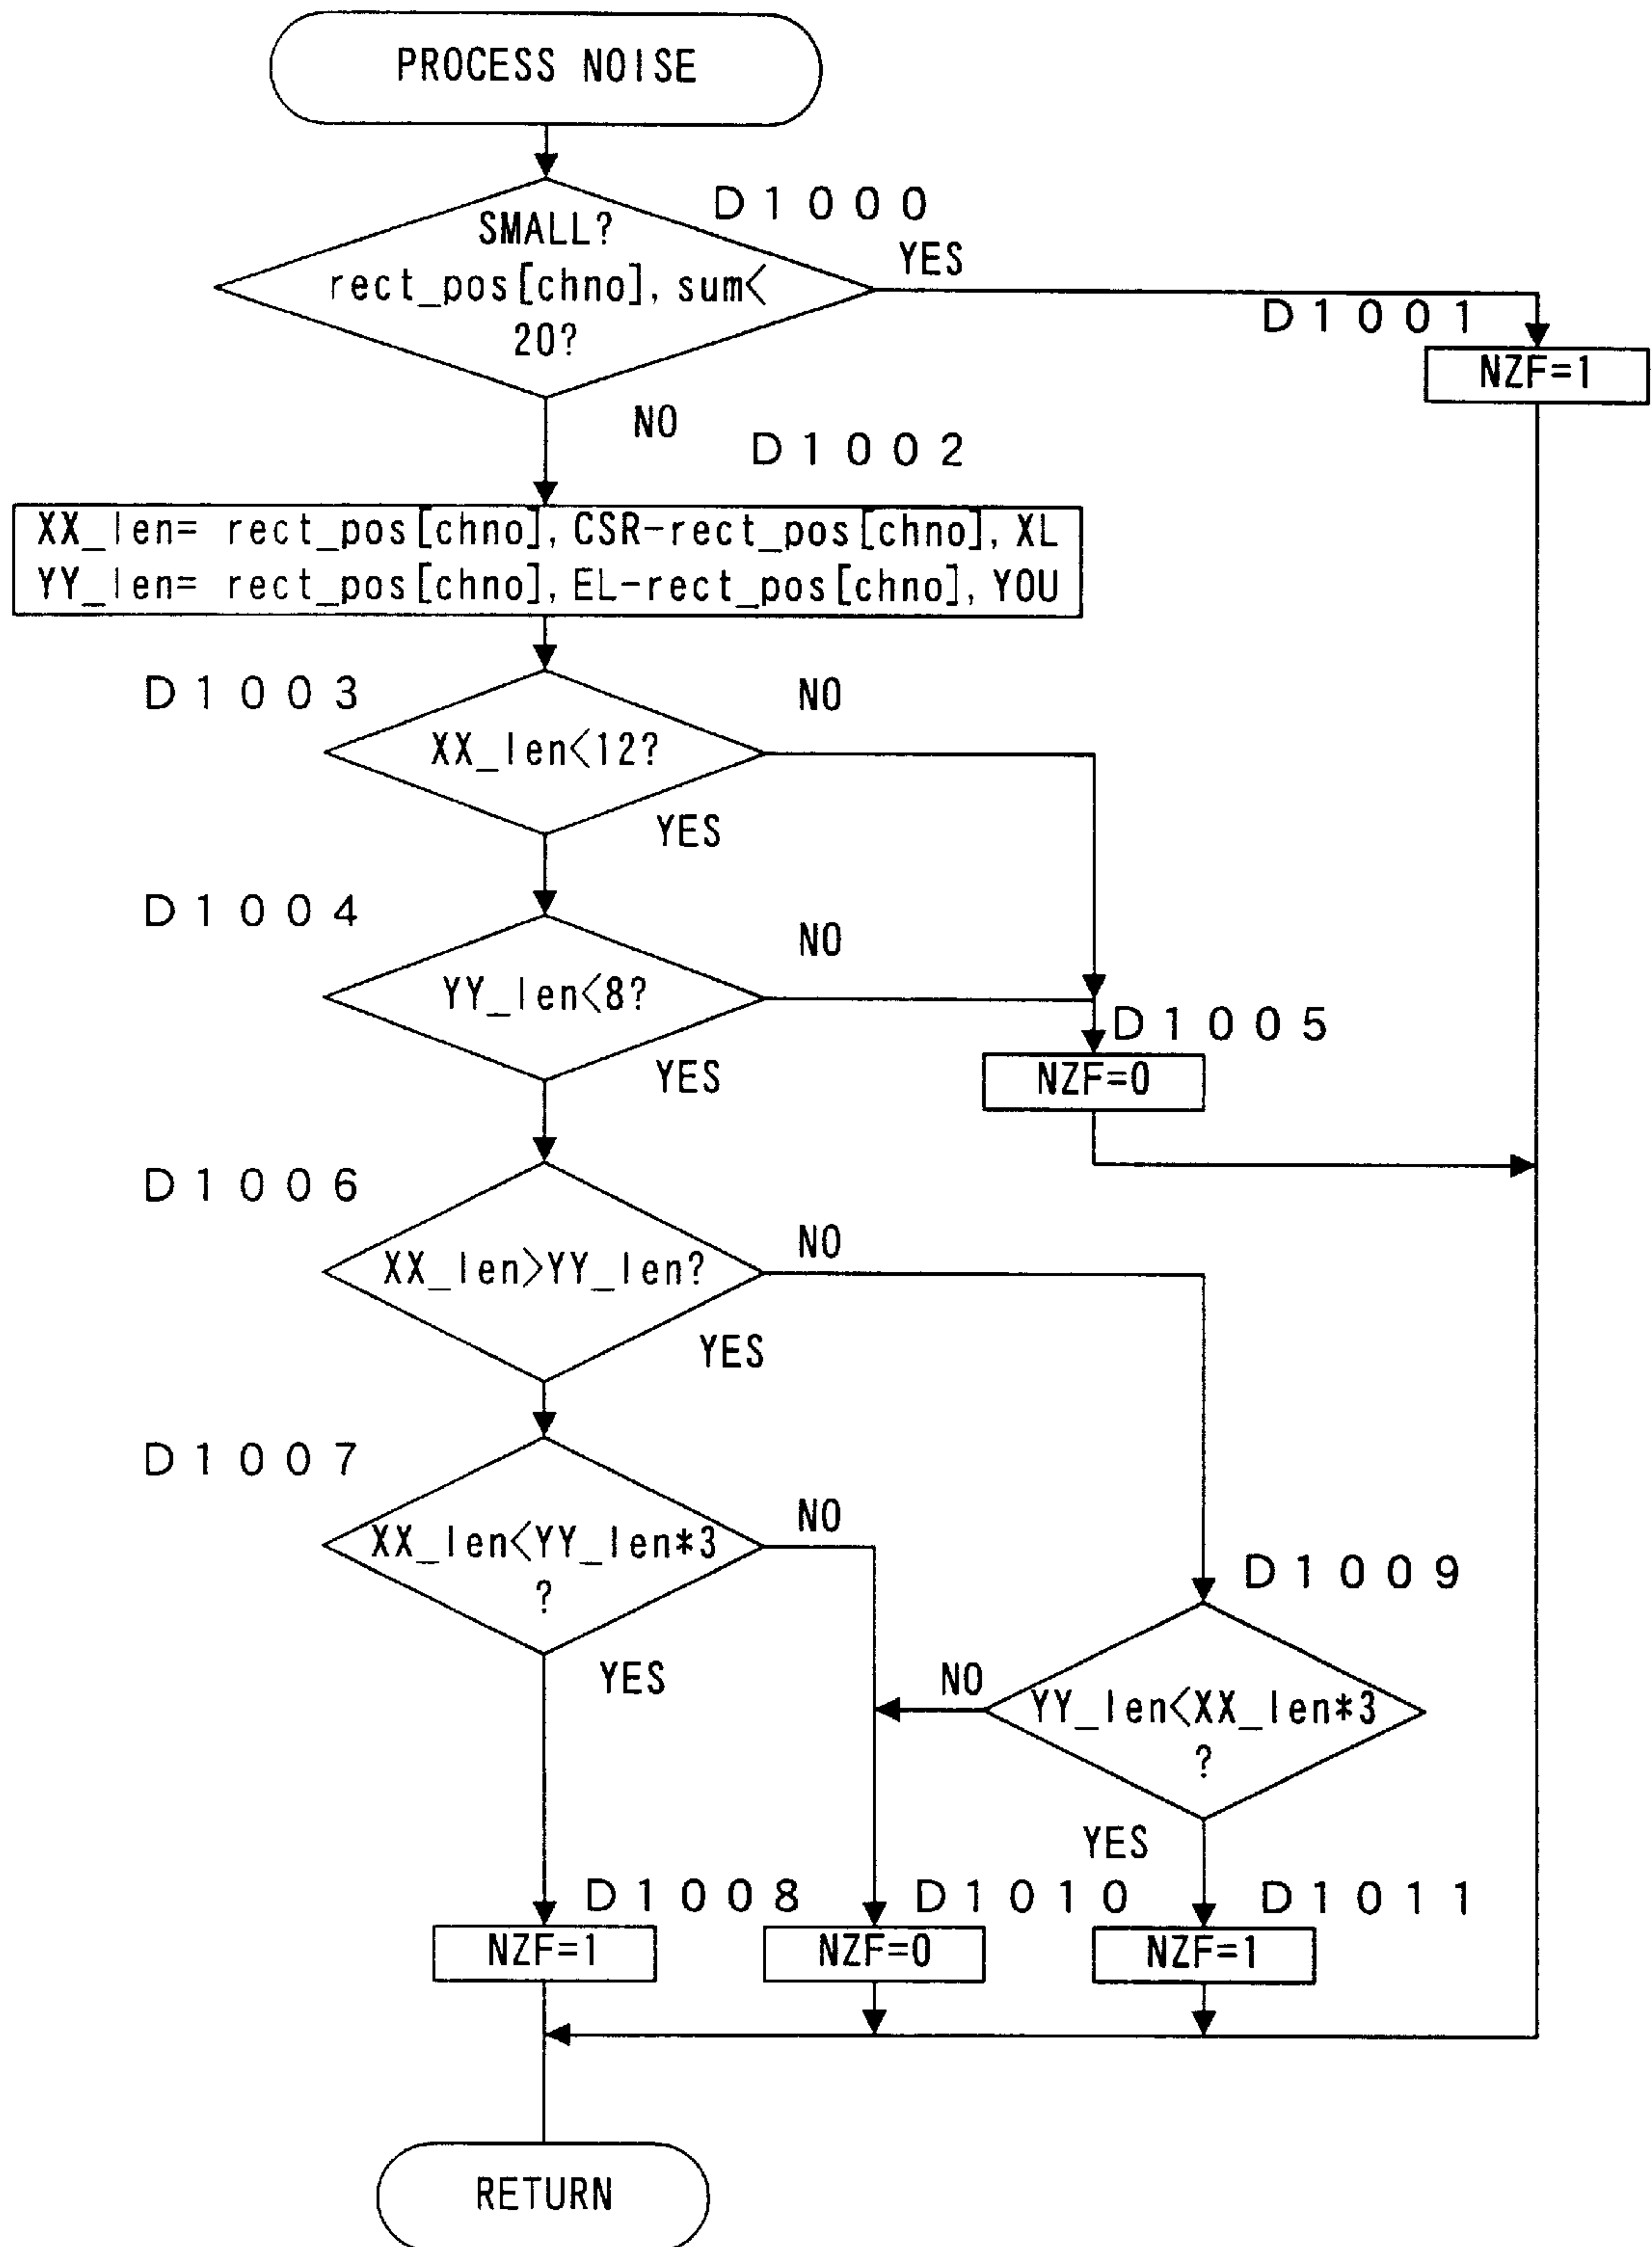 PROCESS NOISE
D1000
SMALL?
rect_pos[chno], sum<
20?
YES
D1001
NZF=1
NO
D1002
XX_len= rect_pos[chno], CSR-rect_pos[chno], XL
YY_len= rect_pos[chno], EL-rect_pos[chno], YOU
D1003
NO
XX_len<12?
YES
D1004
NO
YY_len<8?
D1005
YES
NZF=0
D1006
NO
XX_len>YY_len?
YES
D1007
NO
XX_len<YY_len*3
?
D1009
YES
NO
YY_len<XX_len*3
?
YES
D1008
D1010
D1011
NZF=1
NZF=0
NZF=1
RETURN